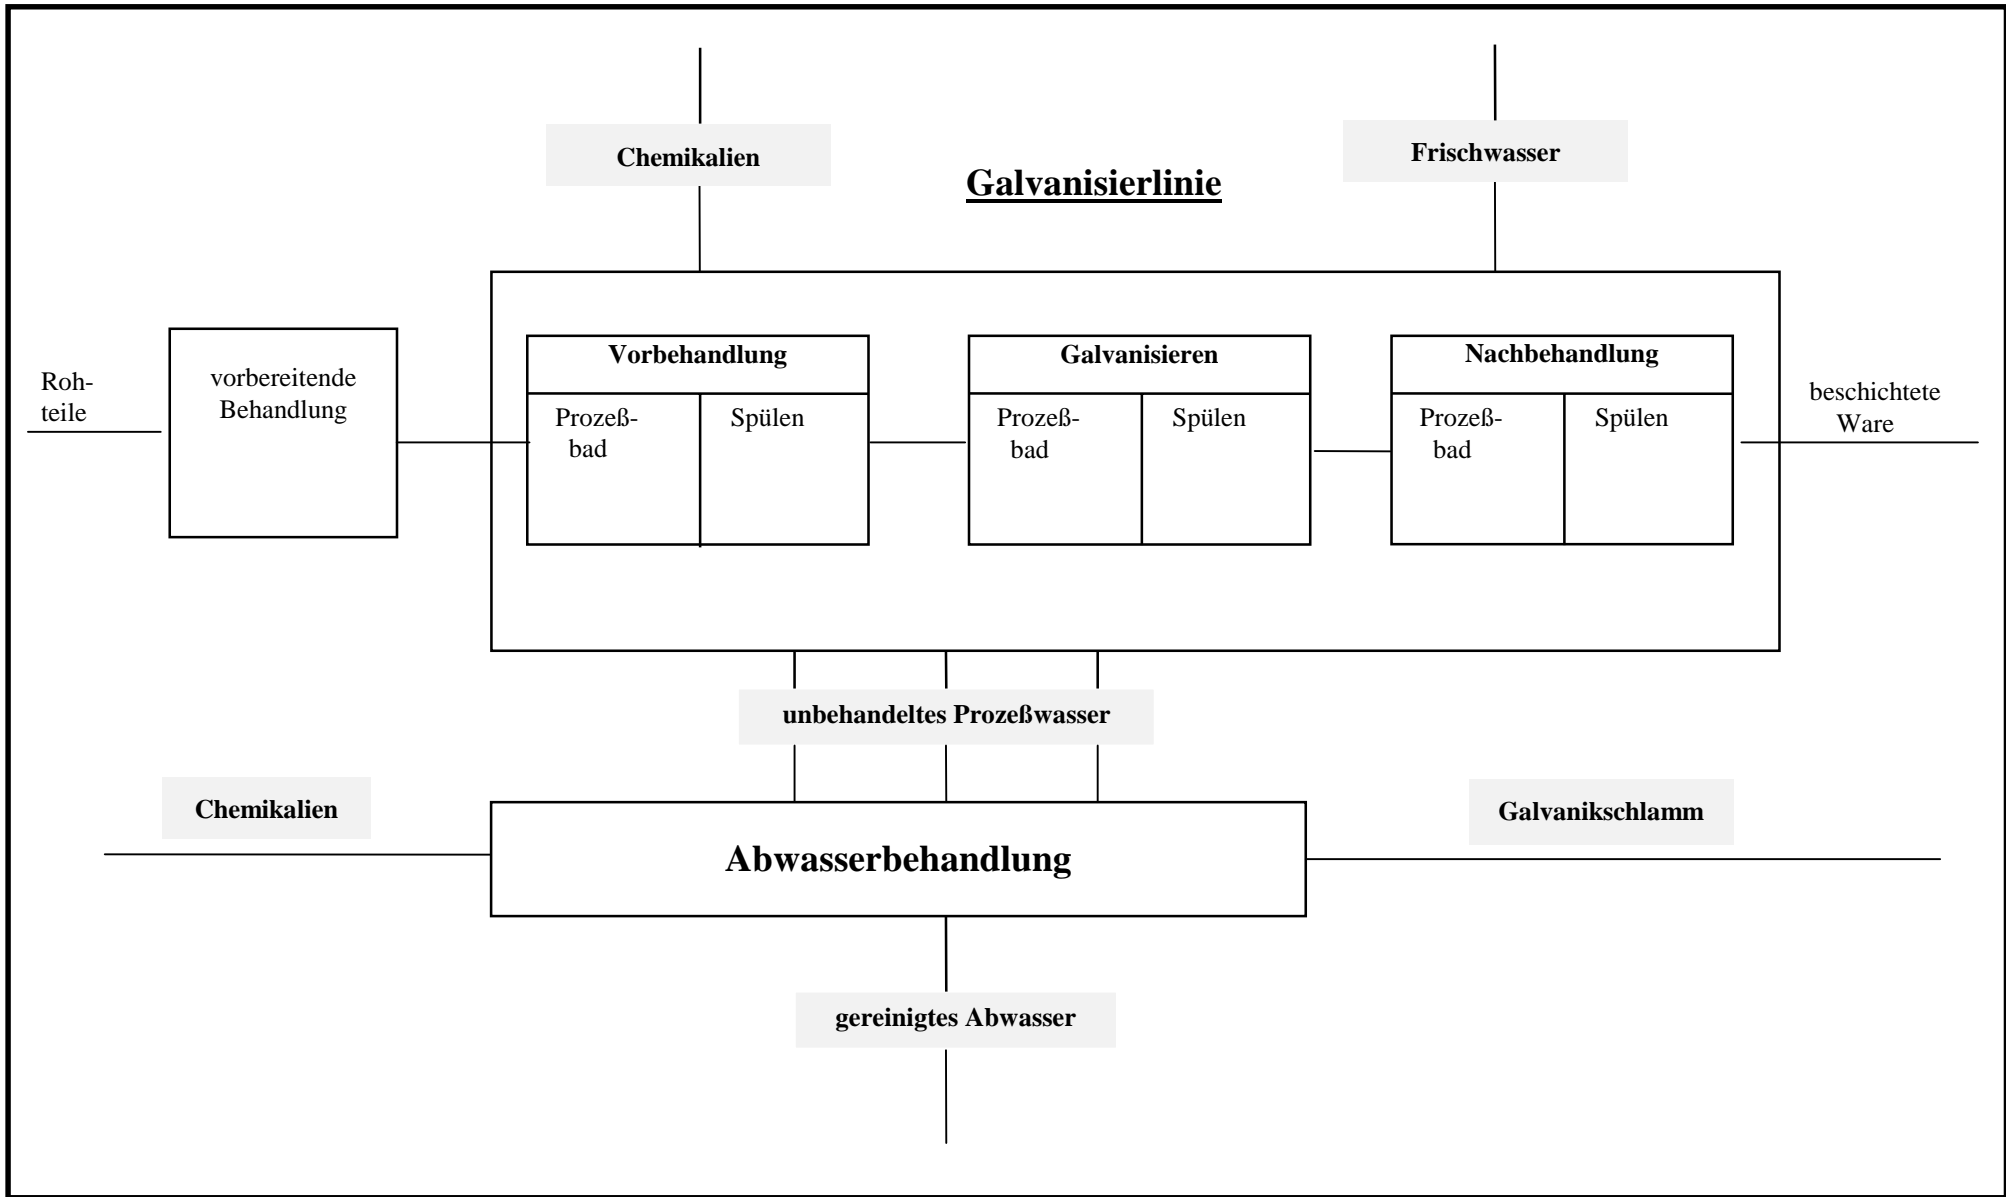 Chemikalien
Frischwasser
Galvanisierlinie
Roh-
teile
vorbereitende
Behandlung
Vorbehandlung
Prozeß-
bad
Spülen
Galvanisieren
Prozeß-
bad
Spülen
Nachbehandlung
Prozeß-
bad
Spülen
beschichtete
Ware
unbehandeltes Prozeßwasser
Chemikalien
Abwasserbehandlung
Galvanikschlamm
gereinigtes Abwasser